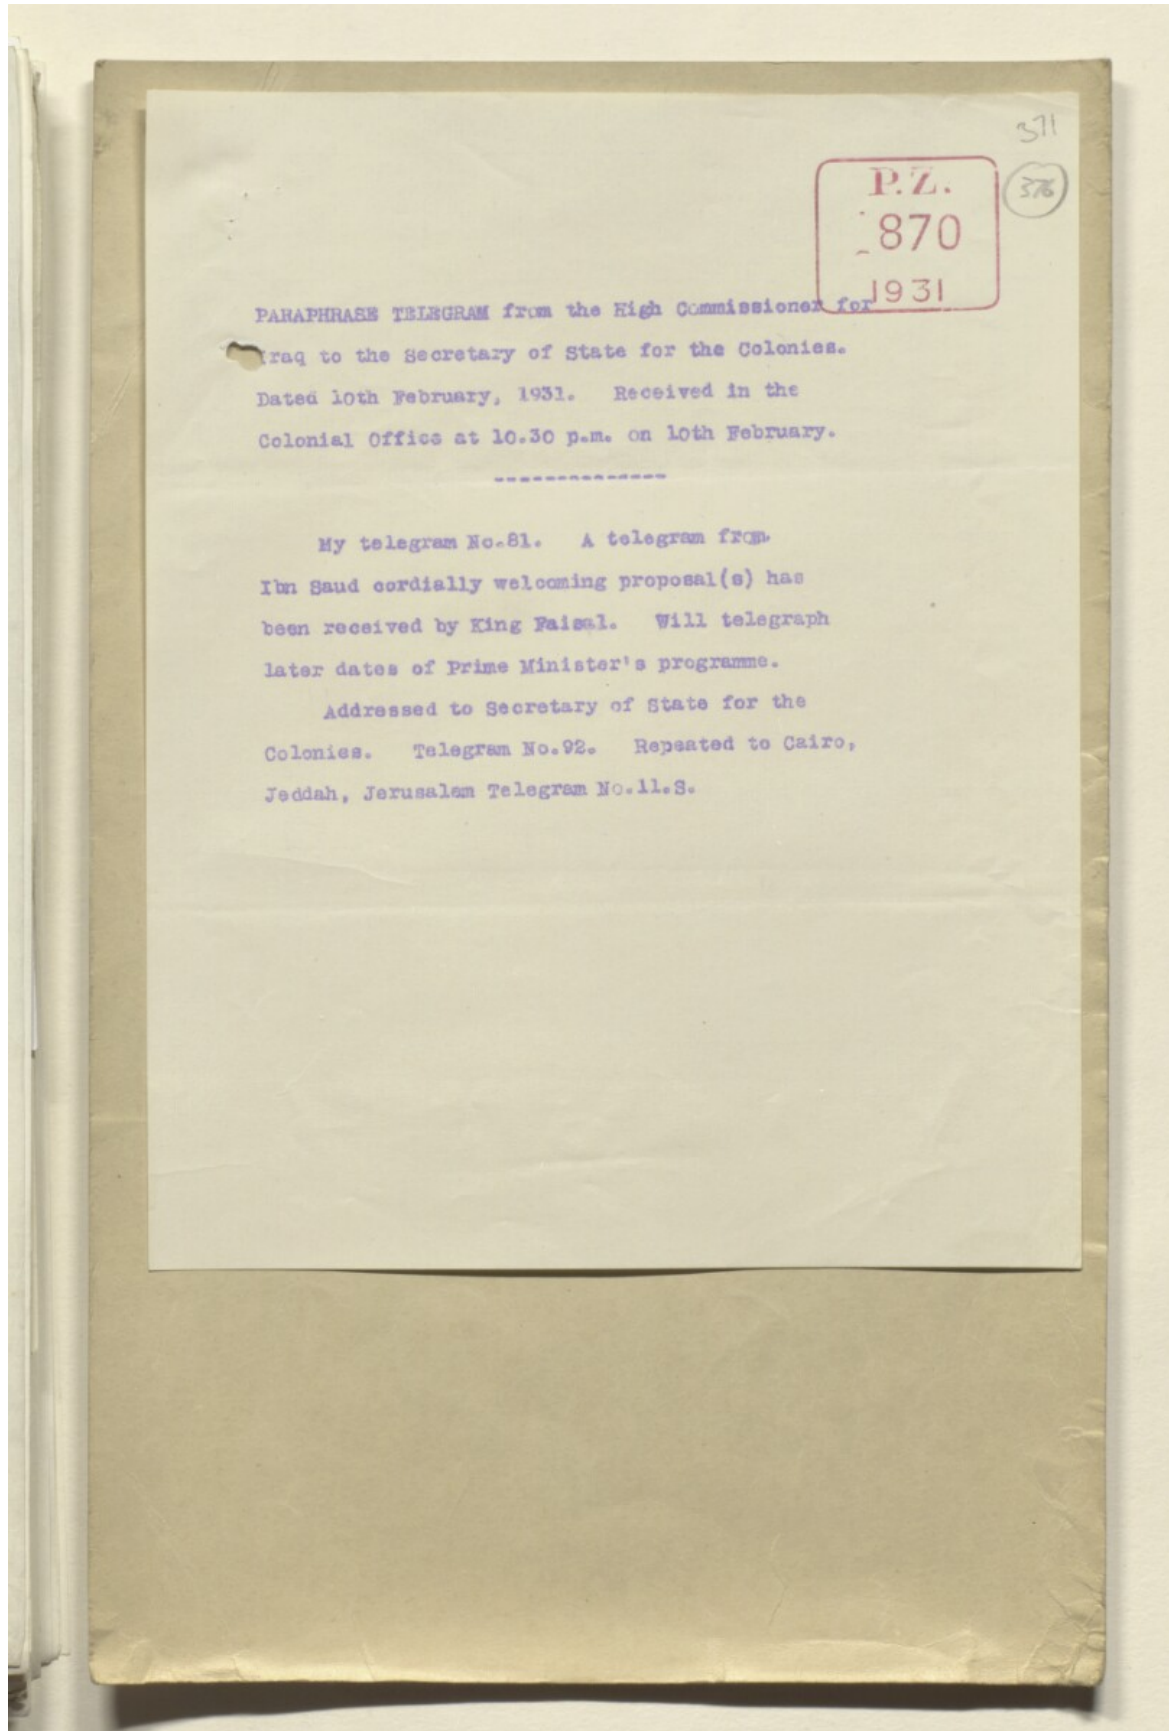 371
376
P.Z.
870
1931
PARAPHRASE TELEGRAM from the High Commissioner for
Iraq to the Secretary of State for the Colonies.
Dated 10th February, 1931. Received in the
Colonial Office at 10.30 p.m. on 10th February.
--------------
My telegram No.81. A telegram from
Ibn Saud cordially welcoming proposal(s) has
been received by King Faisal. Will telegraph
later dates of Prime Minister's programme.
Addressed to Secretary of State for the
Colonies. Telegram No.92. Repeated to Cairo,
Jeddah, Jerusalem Telegram No.11.S.